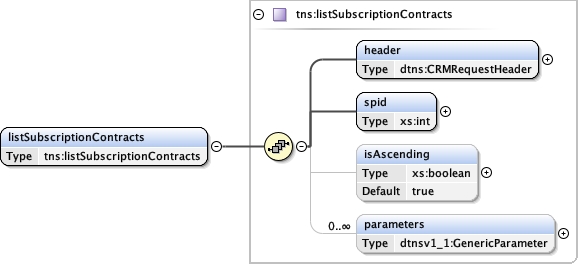 tns:listSubscriptionContracts
header
Type dtns:CRMRequestHeader
spid
Type xs:int
listSubscriptionContracts
Type tns:listSubscriptionContracts
isAscending
Type xs:boolean
Default true
0..∞
parameters
Type dtnsv1_1:GenericParameter